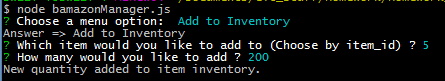 $ node bamazonManager.js
? Choose a menu option:  Add to Inventory
Answer => Add to Inventory
? Which item would you like to add to (Choose by item_id) ? 5
? How many would you like to add ? 200
New quantity added to item inventory.